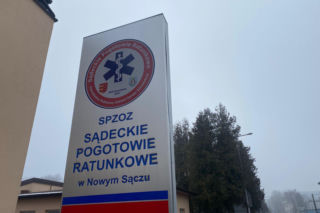 SPZOZ
SĄDECKIE
POGOTOWIE
RATUNKOWE
w Nowym Sączu